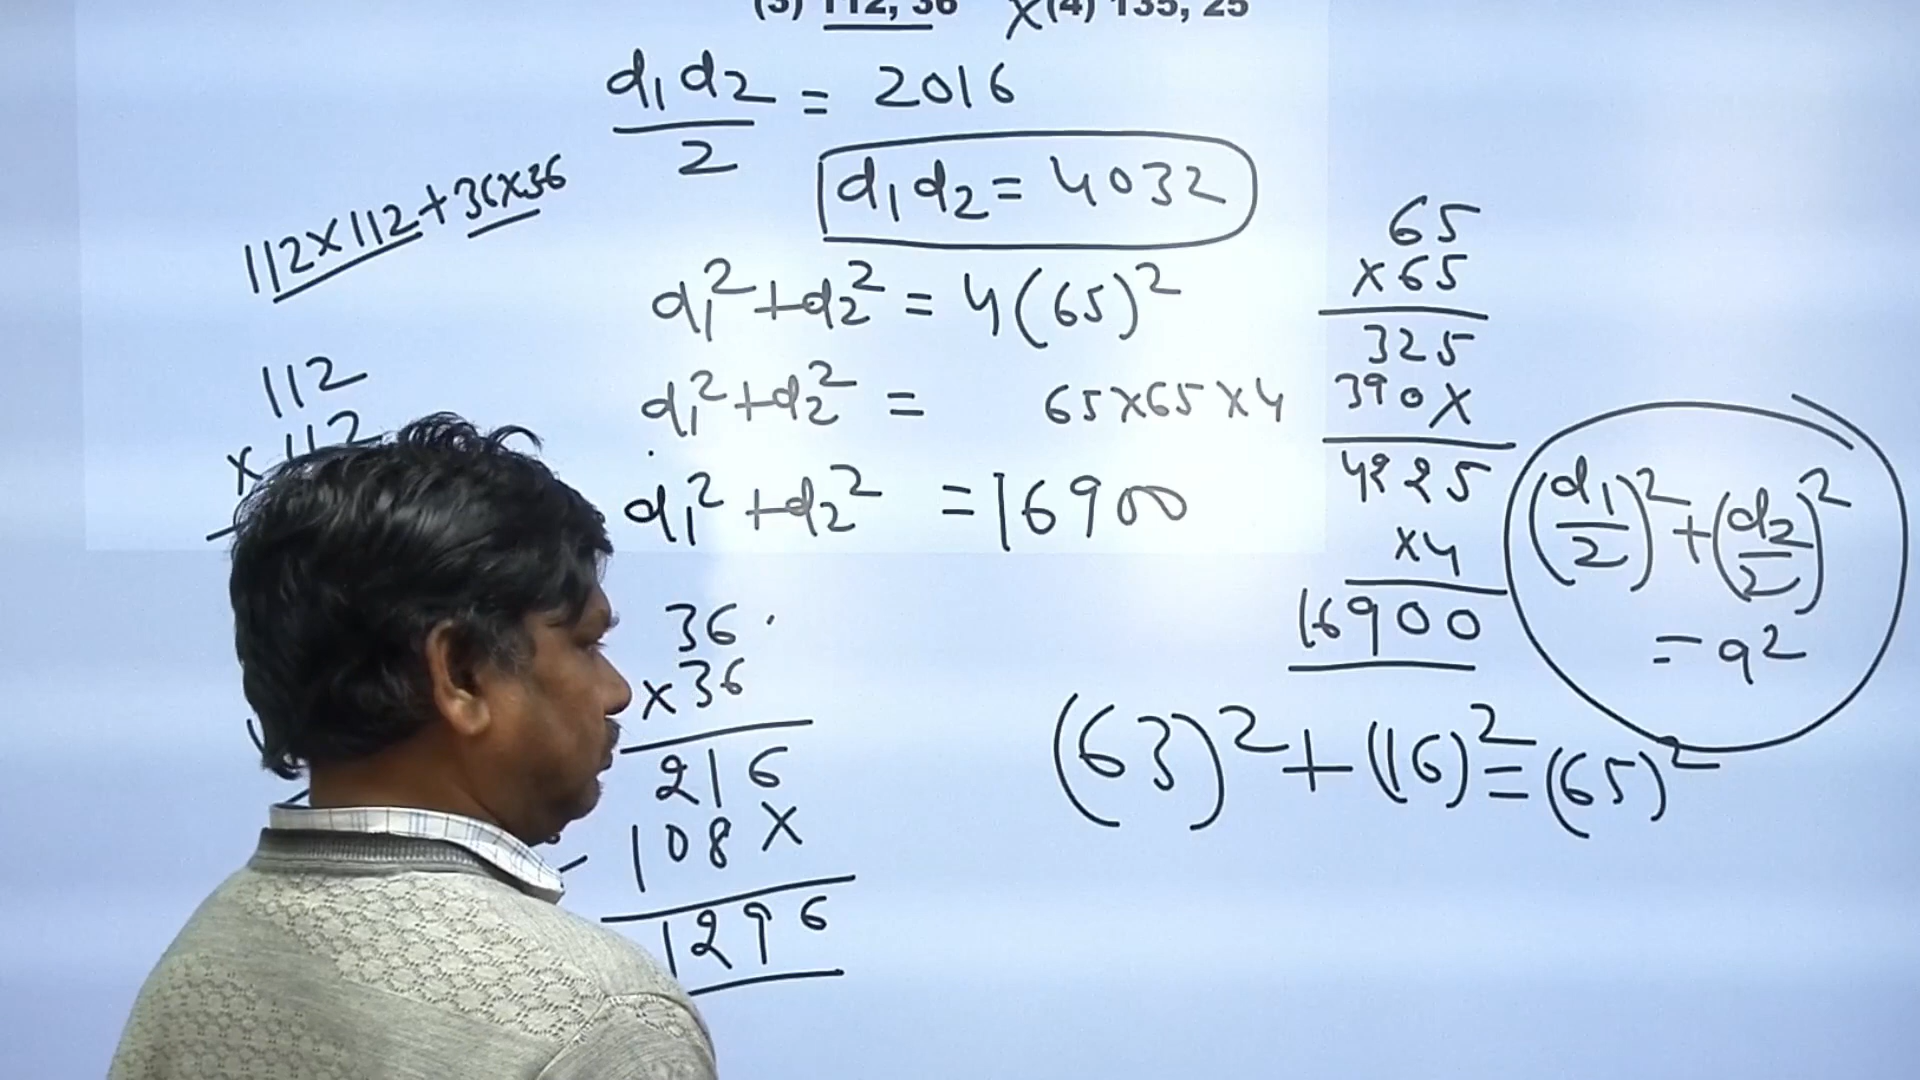 (3) 112, 36 X (4) 135, 25
d₁d₂/2 = 2016
d₁d₂ = 4032
112×112+36×36
d₁²+d₂² = 4(65)²
d₁²+d₂² = 65×65×4
d₁²+d₂² = 16900
112
×112
65
×65
325
390×
4225
×4
16900
(d₁/2)²+(d₂/2)²
= a²
36
×36
216
108×
1296
(63)²+(16)²=(65)²